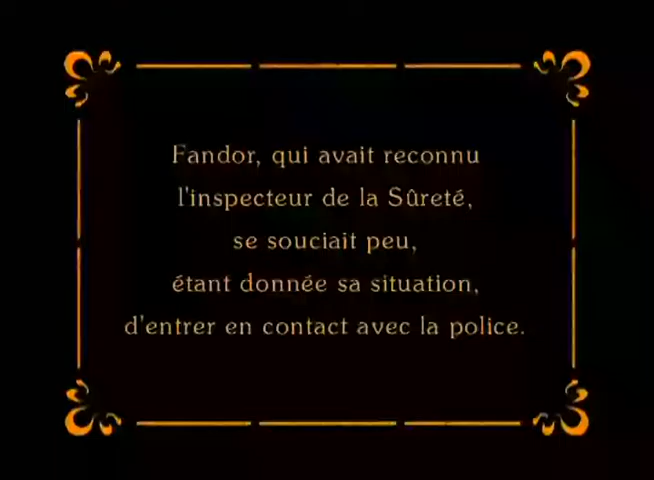 Fandor, qui avait reconnu
l'inspecteur de la Sûreté,
se souciait peu,
étant donnée sa situation,
d'entrer en contact avec la police.